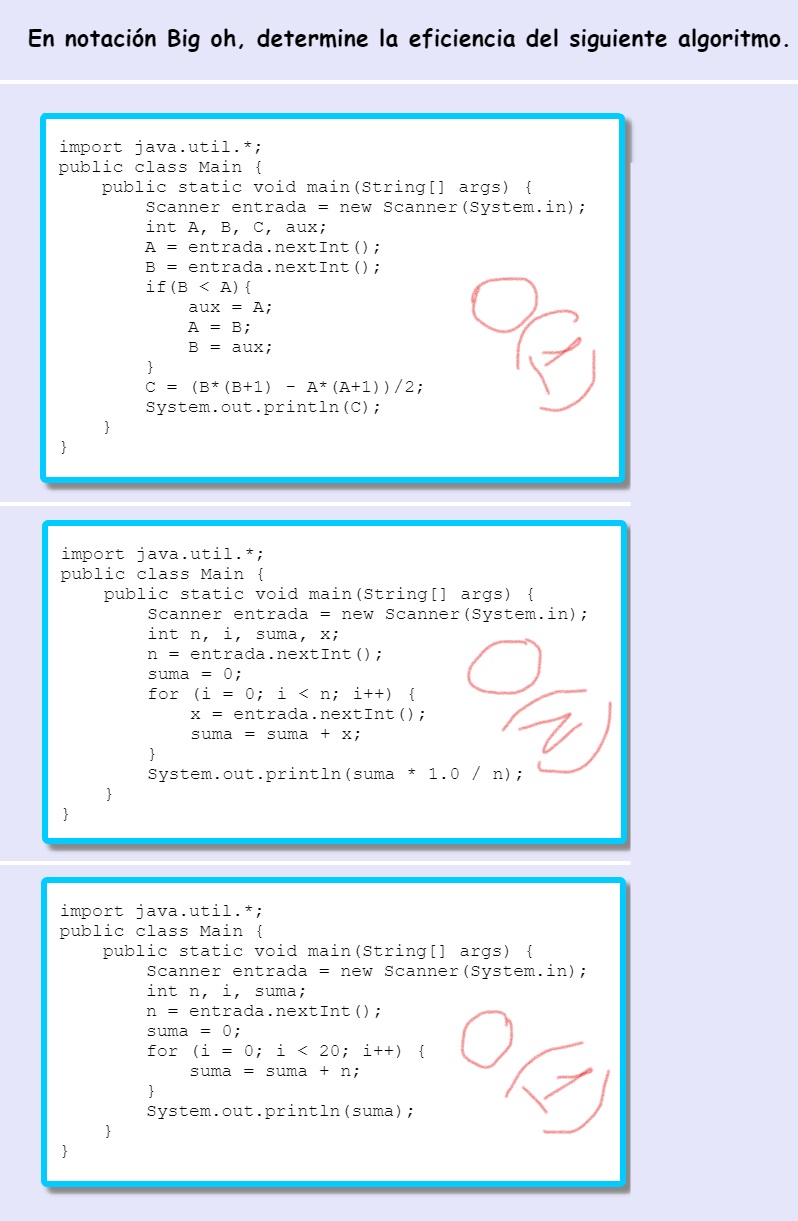 En notación Big oh, determine la eficiencia del siguiente algoritmo.
import java.util.*;
public class Main {
    public static void main(String[] args) {
        Scanner entrada = new Scanner(System.in);
        int A, B, C, aux;
        A = entrada.nextInt();
        B = entrada.nextInt();
        if(B < A){
            aux = A;
            A = B;
            B = aux;
        }
        C = (B*(B+1) - A*(A+1))/2;
        System.out.println(C);
    }
}
O(1)
import java.util.*;
public class Main {
    public static void main(String[] args) {
        Scanner entrada = new Scanner(System.in);
        int n, i, suma, x;
        n = entrada.nextInt();
        suma = 0;
        for (i = 0; i < n; i++) {
            x = entrada.nextInt();
            suma = suma + x;
        }
        System.out.println(suma * 1.0 / n);
    }
}
O(n)
import java.util.*;
public class Main {
    public static void main(String[] args) {
        Scanner entrada = new Scanner(System.in);
        int n, i, suma;
        n = entrada.nextInt();
        suma = 0;
        for (i = 0; i < 20; i++) {
            suma = suma + n;
        }
        System.out.println(suma);
    }
}
O(1)